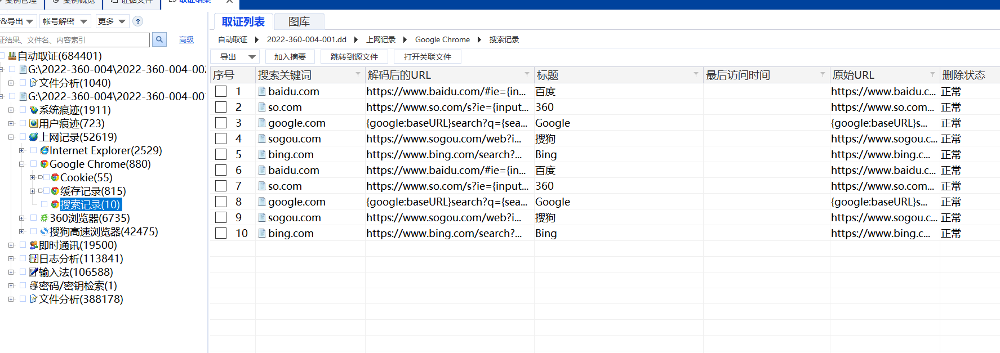 案例管理 案例概览 证据文件 取证结果
&导出 帐号解密 更多 ?
证结果、文件名、内容索引 高级
自动取证(684401)
G:\2022-360-004\2022-360-004-002
文件分析(1040)
G:\2022-360-004\2022-360-004-00
系统痕迹(1911)
用户痕迹(723)
上网记录(52619)
Internet Explorer(2529)
Google Chrome(880)
Cookie(55)
缓存记录(815)
搜索记录(10)
360浏览器(6735)
搜狗高速浏览器(42475)
即时通讯(19500)
日志分析(113841)
输入法(106588)
密码/密钥检索(1)
文件分析(388178)
取证列表 图库
自动取证 2022-360-004-001.dd 上网记录 Google Chrome 搜索记录
导出 加入摘要 跳转到源文件 打开关联文件
序号 搜索关键词 解码后的URL 标题 最后访问时间 原始URL 删除状态
1 baidu.com https://www.baidu.com/#ie={in... 百度 https://www.baidu.c... 正常
2 so.com https://www.so.com/s?ie={input... 360 https://www.so.com... 正常
3 google.com {google:baseURL}search?q={sea... Google {google:baseURL}s... 正常
4 sogou.com https://www.sogou.com/web?i... 搜狗 https://www.sogou.c... 正常
5 bing.com https://www.bing.com/search?... Bing https://www.bing.c... 正常
6 baidu.com https://www.baidu.com/#ie={in... 百度 https://www.baidu.c... 正常
7 so.com https://www.so.com/s?ie={input... 360 https://www.so.com... 正常
8 google.com {google:baseURL}search?q={sea... Google {google:baseURL}s... 正常
9 sogou.com https://www.sogou.com/web?i... 搜狗 https://www.sogou.c... 正常
10 bing.com https://www.bing.com/search?... Bing https://www.bing.c... 正常